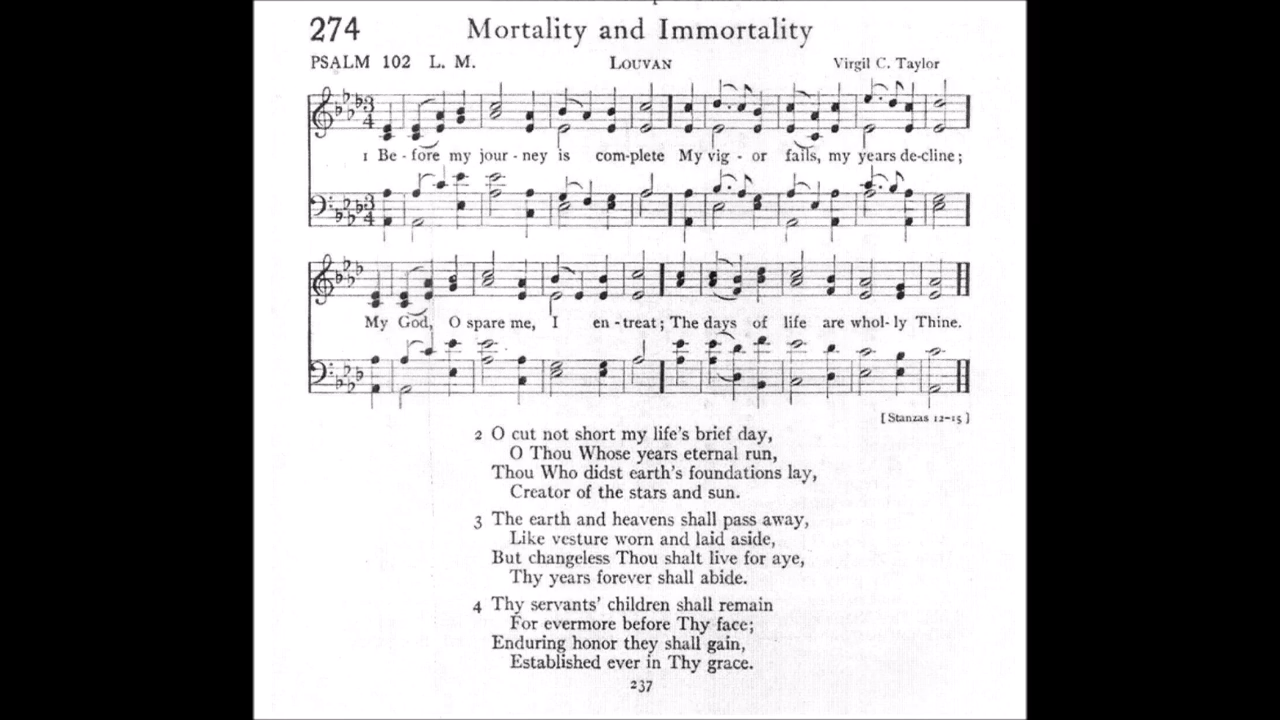 274 Mortality and Immortality
PSALM 102 L. M. LOUVAN Virgil C. Taylor
3
4
1 Be - fore my jour - ney is com-plete My vig - or fails, my years de-cline;
3
4
My God, O spare me, I en - treat; The days of life are whol- ly Thine.
[Stanzas 12-15]
2 O cut not short my life's brief day,
O Thou Whose years eternal run,
Thou Who didst earth's foundations lay,
Creator of the stars and sun.
3 The earth and heavens shall pass away,
Like vesture worn and laid aside,
But changeless Thou shalt live for aye,
Thy years forever shall abide.
4 Thy servants' children shall remain
For evermore before Thy face;
Enduring honor they shall gain,
Established ever in Thy grace.
237